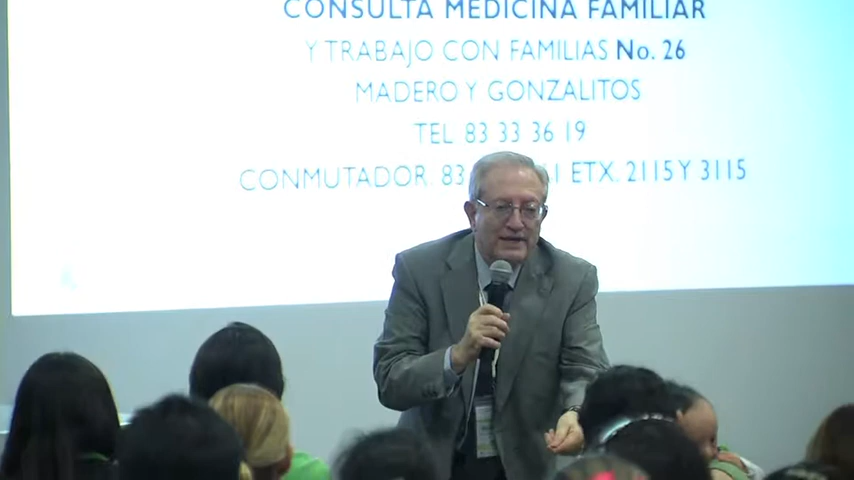 CONSULTA MEDICINA FAMILIAR
Y TRABAJO CON FAMILIAS No. 26
MADERO Y GONZALITOS
TEL 83 33 36 19
CONMUTADOR. ETX. 2115 Y 3115